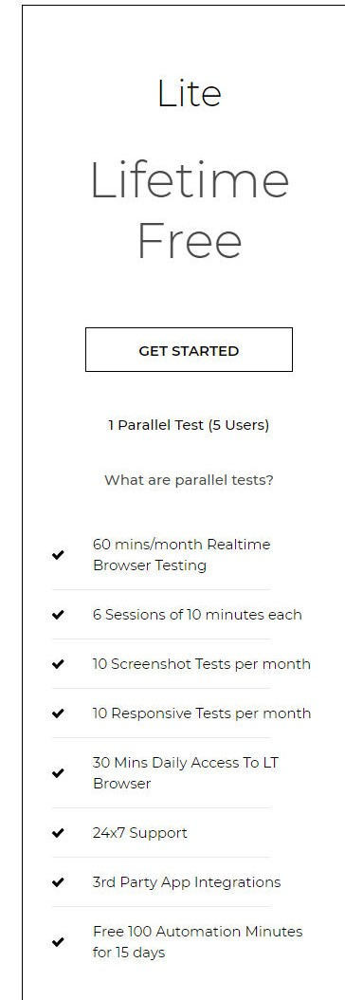 Lite
Lifetime
Free
GET STARTED
1 Parallel Test (5 Users)
What are parallel tests?
60 mins/month Realtime
Browser Testing
6 Sessions of 10 minutes each
10 Screenshot Tests per month
10 Responsive Tests per month
30 Mins Daily Access To LT
Browser
24x7 Support
3rd Party App Integrations
Free 100 Automation Minutes
for 15 days